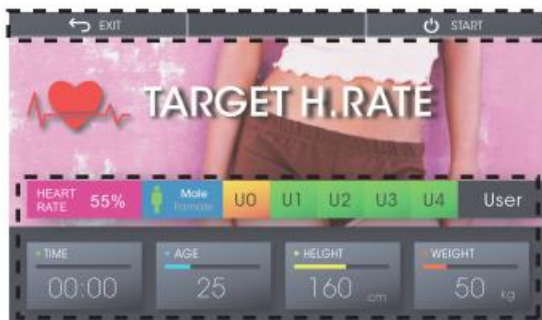 EXIT START
TARGET H.RATE
HEART RATE 55% Male Female U0 U1 U2 U3 U4 User
TIME AGE HELGHT WEIGHT
00:00 25 160 cm 50 kg